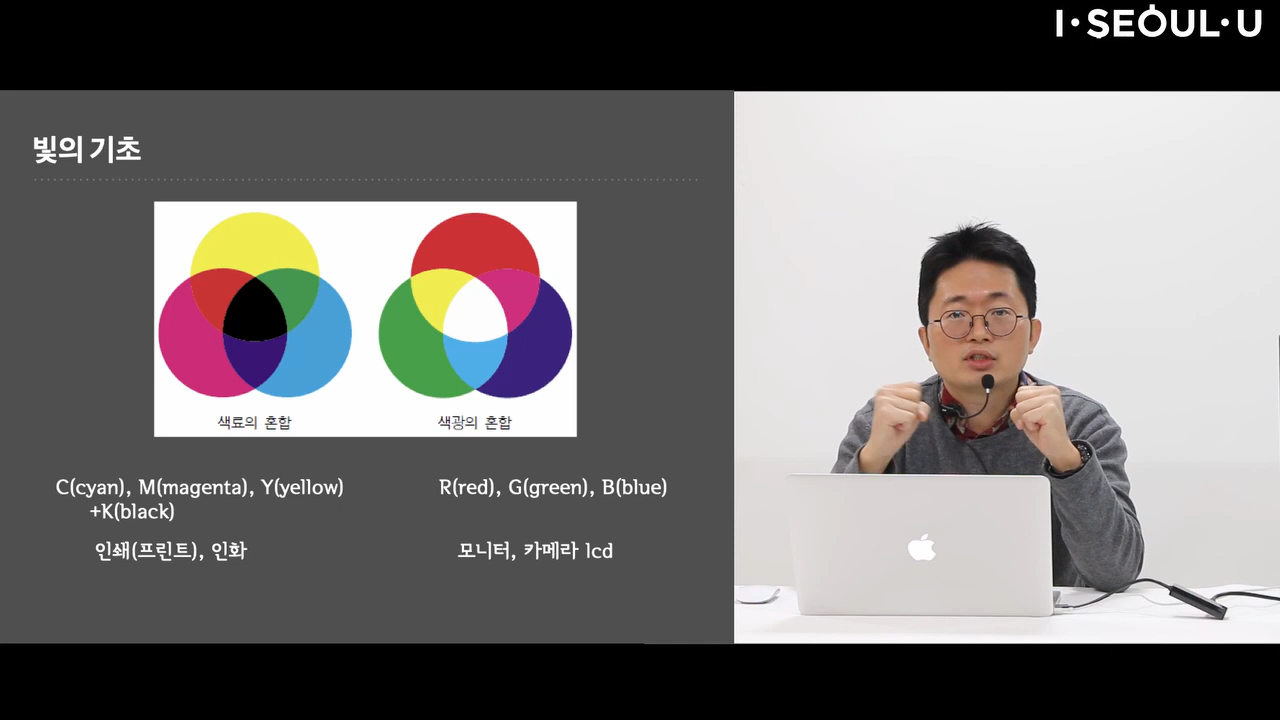 I·SEOUL·U
빛의 기초
색료의 혼합
색광의 혼합
C(cyan), M(magenta), Y(yellow)
+K(black)
인쇄(프린트), 인화
R(red), G(green), B(blue)
모니터, 카메라 lcd